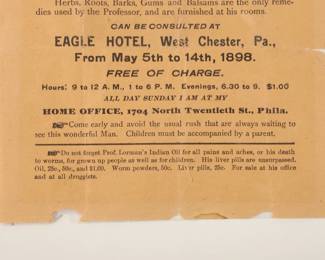 Herbs, Roots, Barks, Gums and Balsams are the only reme-
dies used by the Professor, and are furnished at his rooms.
CAN BE CONSULTED AT
EAGLE HOTEL, West Chester, Pa.,
From May 5th to 14th, 1898.
FREE OF CHARGE.
Hours: 9 to 12 A. M., 1 to 6 P. M. Evenings, 6.30 to 9. $1.00
ALL DAY SUNDAY I AM AT MY
HOME OFFICE, 1704 North Twentieth St., Phila.
☞ Come early and avoid the usual rush that are always waiting to
see this wonderful Man. Children must be accompanied by a parent.
☞ Do not forget Prof. Lorman's Indian Oil for all pains and aches, or his death
to worms, for grown up people as well as for children. His liver pills are unsurpassed.
Oil, 25c., 50c., and $1.00. Worm powders, 50c. Liver pills, 25c. For sale at his office
and at all druggists.